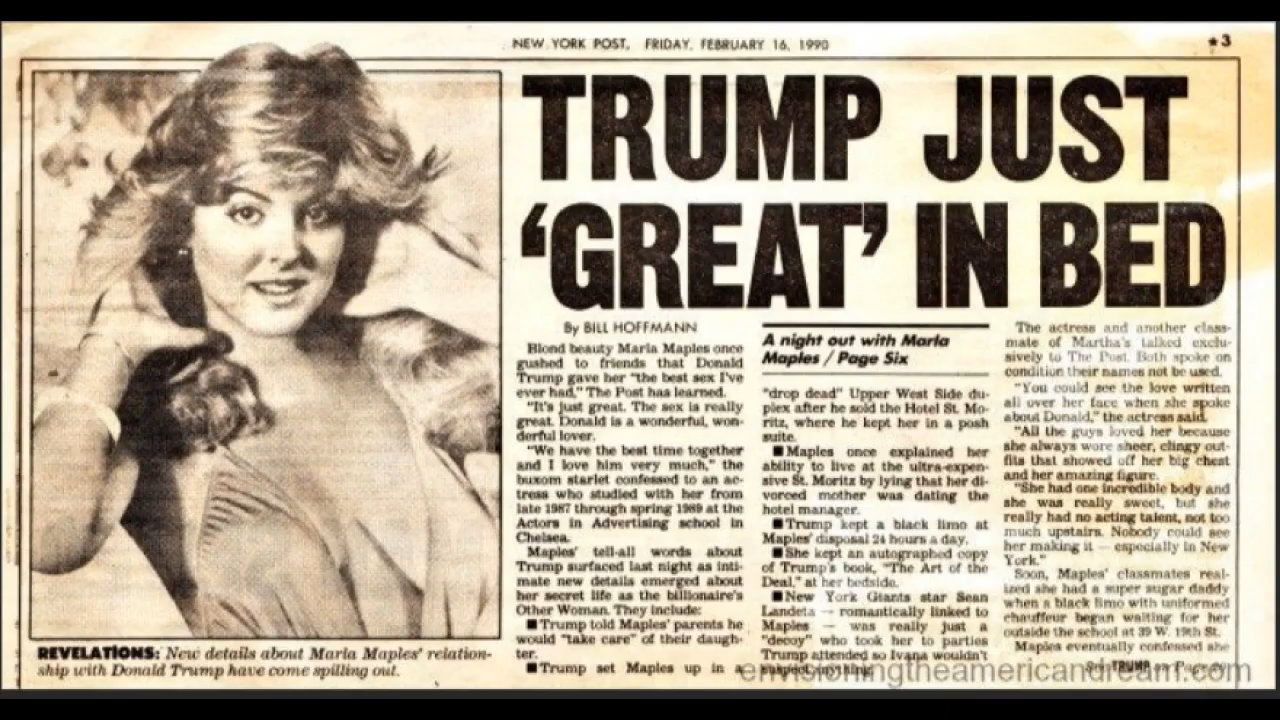 NEW YORK POST, FRIDAY, FEBRUARY 16, 1990
★3
TRUMP JUST
‘GREAT’ IN BED
By BILL HOFFMANN
Blond beauty Marla Maples once
gushed to friends that Donald
Trump gave her "the best sex I've
ever had," The Post has learned.
"It's just great. The sex is really
great. Donald is a wonderful, won-
derful lover.
"We have the best time together
and I love him very much," the
buxom starlet confessed to an ac-
tress who studied with her from
late 1987 through spring 1989 at the
Actors in Advertising school in
Chelsea.
Maples' tell-all words about
Trump surfaced last night as inti-
mate new details emerged about
her secret life as the billionaire's
Other Woman. They include:
■ Trump told Maples' parents he
would "take care" of their daugh-
ter.
■ Trump set Maples up in a
A night out with Marla
Maples / Page Six
"drop dead" Upper West Side du-
plex after he sold the Hotel St. Mo-
ritz, where he kept her in a posh
suite.
■ Maples once explained her
ability to live at the ultra-expen-
sive St. Moritz by lying that her di-
vorced mother was dating the
hotel manager.
■ Trump kept a black limo at
Maples' disposal 24 hours a day.
■ She kept an autographed copy
of Trump's book, "The Art of the
Deal," at her bedside.
■ New York Giants star Sean
Landeta — romantically linked to
Maples — was really just a
"decoy" who took her to parties
Trump attended so Ivana wouldn't
suspect anything.
The actress and another class-
mate of Martha's talked exclu-
sively to The Post. Both spoke on
condition their names not be used.
"You could see the love written
all over her face when she spoke
about Donald," the actress said.
"All the guys loved her because
she always wore sheer, clingy out-
fits that showed off her big chest
and her amazing figure.
"She had one incredible body and
she was really sweet, but she
really had no acting talent, not too
much upstairs. Nobody could see
her making it — especially in New
York."
Soon, Maples' classmates real-
ized she had a super sugar daddy
when a black limo with uniformed
chauffeur began waiting for her
outside the school at 39 W. 19th St.
Maples eventually confessed she
See TRUMP on Page
REVELATIONS: New details about Marla Maples' relation-
ship with Donald Trump have come spilling out.
envisioningtheamericandream.com